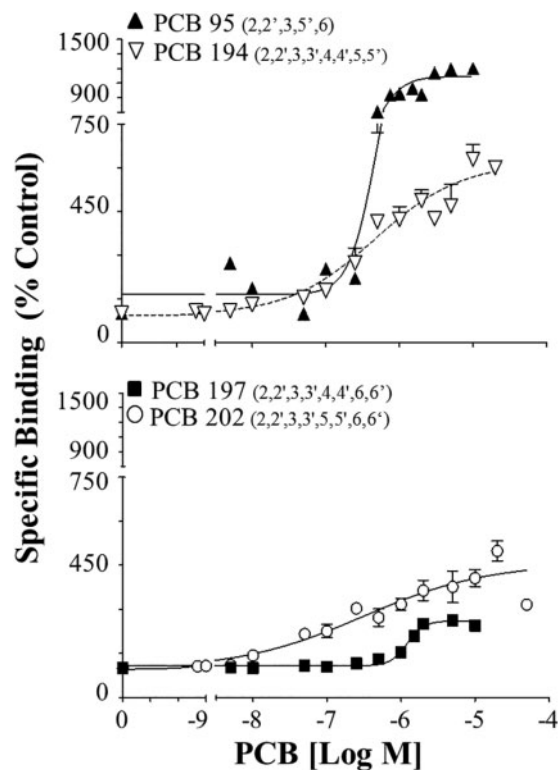 ▲ PCB 95 (2,2’,3,5’,6)
▽ PCB 194 (2,2',3,3',4,4',5,5’)
1500
900
750
450
0
■ PCB 197 (2,2',3,3',4,4',6,6’)
○ PCB 202 (2,2',3,3',5,5',6,6‘)
1500
900
750
450
0
Specific Binding (% Control)
0 -9 -8 -7 -6 -5 -4
PCB [Log M]